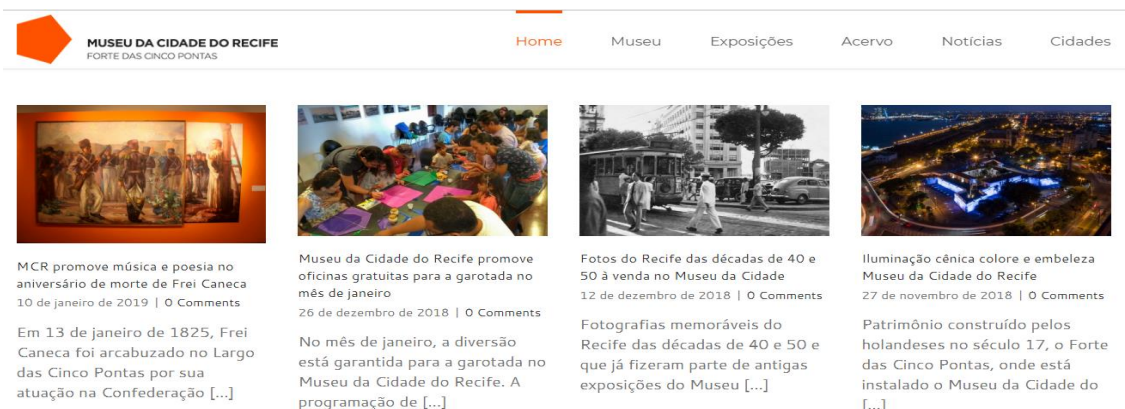 MUSEU DA CIDADE DO RECIFE
FORTE DAS CINCO PONTAS
Home Museu Exposições Acervo Notícias Cidades
MCR promove música e poesia no
aniversário de morte de Frei Caneca
10 de janeiro de 2019 | 0 Comments
Em 13 de janeiro de 1825, Frei
Caneca foi arcabuzado no Largo
das Cinco Pontas por sua
atuação na Confederação [...]
Museu da Cidade do Recife promove
oficinas gratuitas para a garotada no
mês de janeiro
26 de dezembro de 2018 | 0 Comments
No mês de janeiro, a diversão
está garantida para a garotada no
Museu da Cidade do Recife. A
programação de [...]
Fotos do Recife das décadas de 40 e
50 à venda no Museu da Cidade
12 de dezembro de 2018 | 0 Comments
Fotografias memoráveis do
Recife das décadas de 40 e 50 e
que já fizeram parte de antigas
exposições do Museu [...]
Iluminação cênica colore e embeleza
Museu da Cidade do Recife
27 de novembro de 2018 | 0 Comments
Patrimônio construído pelos
holandeses no século 17, o Forte
das Cinco Pontas, onde está
instalado o Museu da Cidade do
[...]